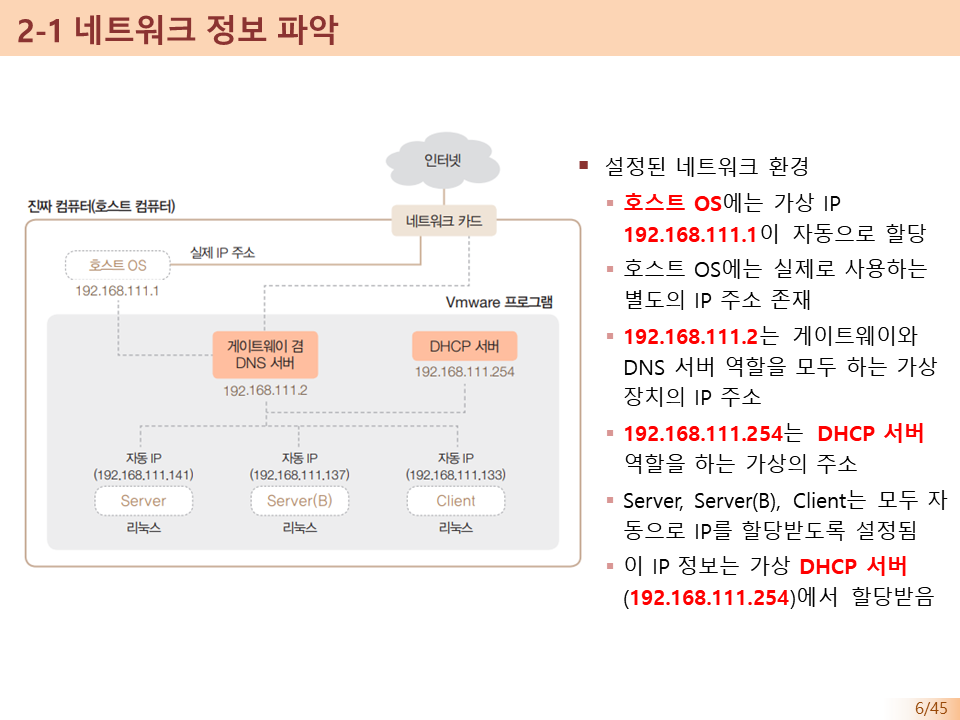 2-1 네트워크 정보 파악
인터넷
진짜 컴퓨터(호스트 컴퓨터)
네트워크 카드
실제 IP 주소
호스트 OS
192.168.111.1
Vmware 프로그램
게이트웨이 겸
DNS 서버
192.168.111.2
DHCP 서버
192.168.111.254
자동 IP
(192.168.111.141)
Server
리눅스
자동 IP
(192.168.111.137)
Server(B)
리눅스
자동 IP
(192.168.111.133)
Client
리눅스
■ 설정된 네트워크 환경
▪ 호스트 OS에는 가상 IP
192.168.111.1이 자동으로 할당
▪ 호스트 OS에는 실제로 사용하는
별도의 IP 주소 존재
▪ 192.168.111.2는 게이트웨이와
DNS 서버 역할을 모두 하는 가상
장치의 IP 주소
▪ 192.168.111.254는 DHCP 서버
역할을 하는 가상의 주소
▪ Server, Server(B), Client는 모두 자
동으로 IP를 할당받도록 설정됨
▪ 이 IP 정보는 가상 DHCP 서버
(192.168.111.254)에서 할당받음
6/45